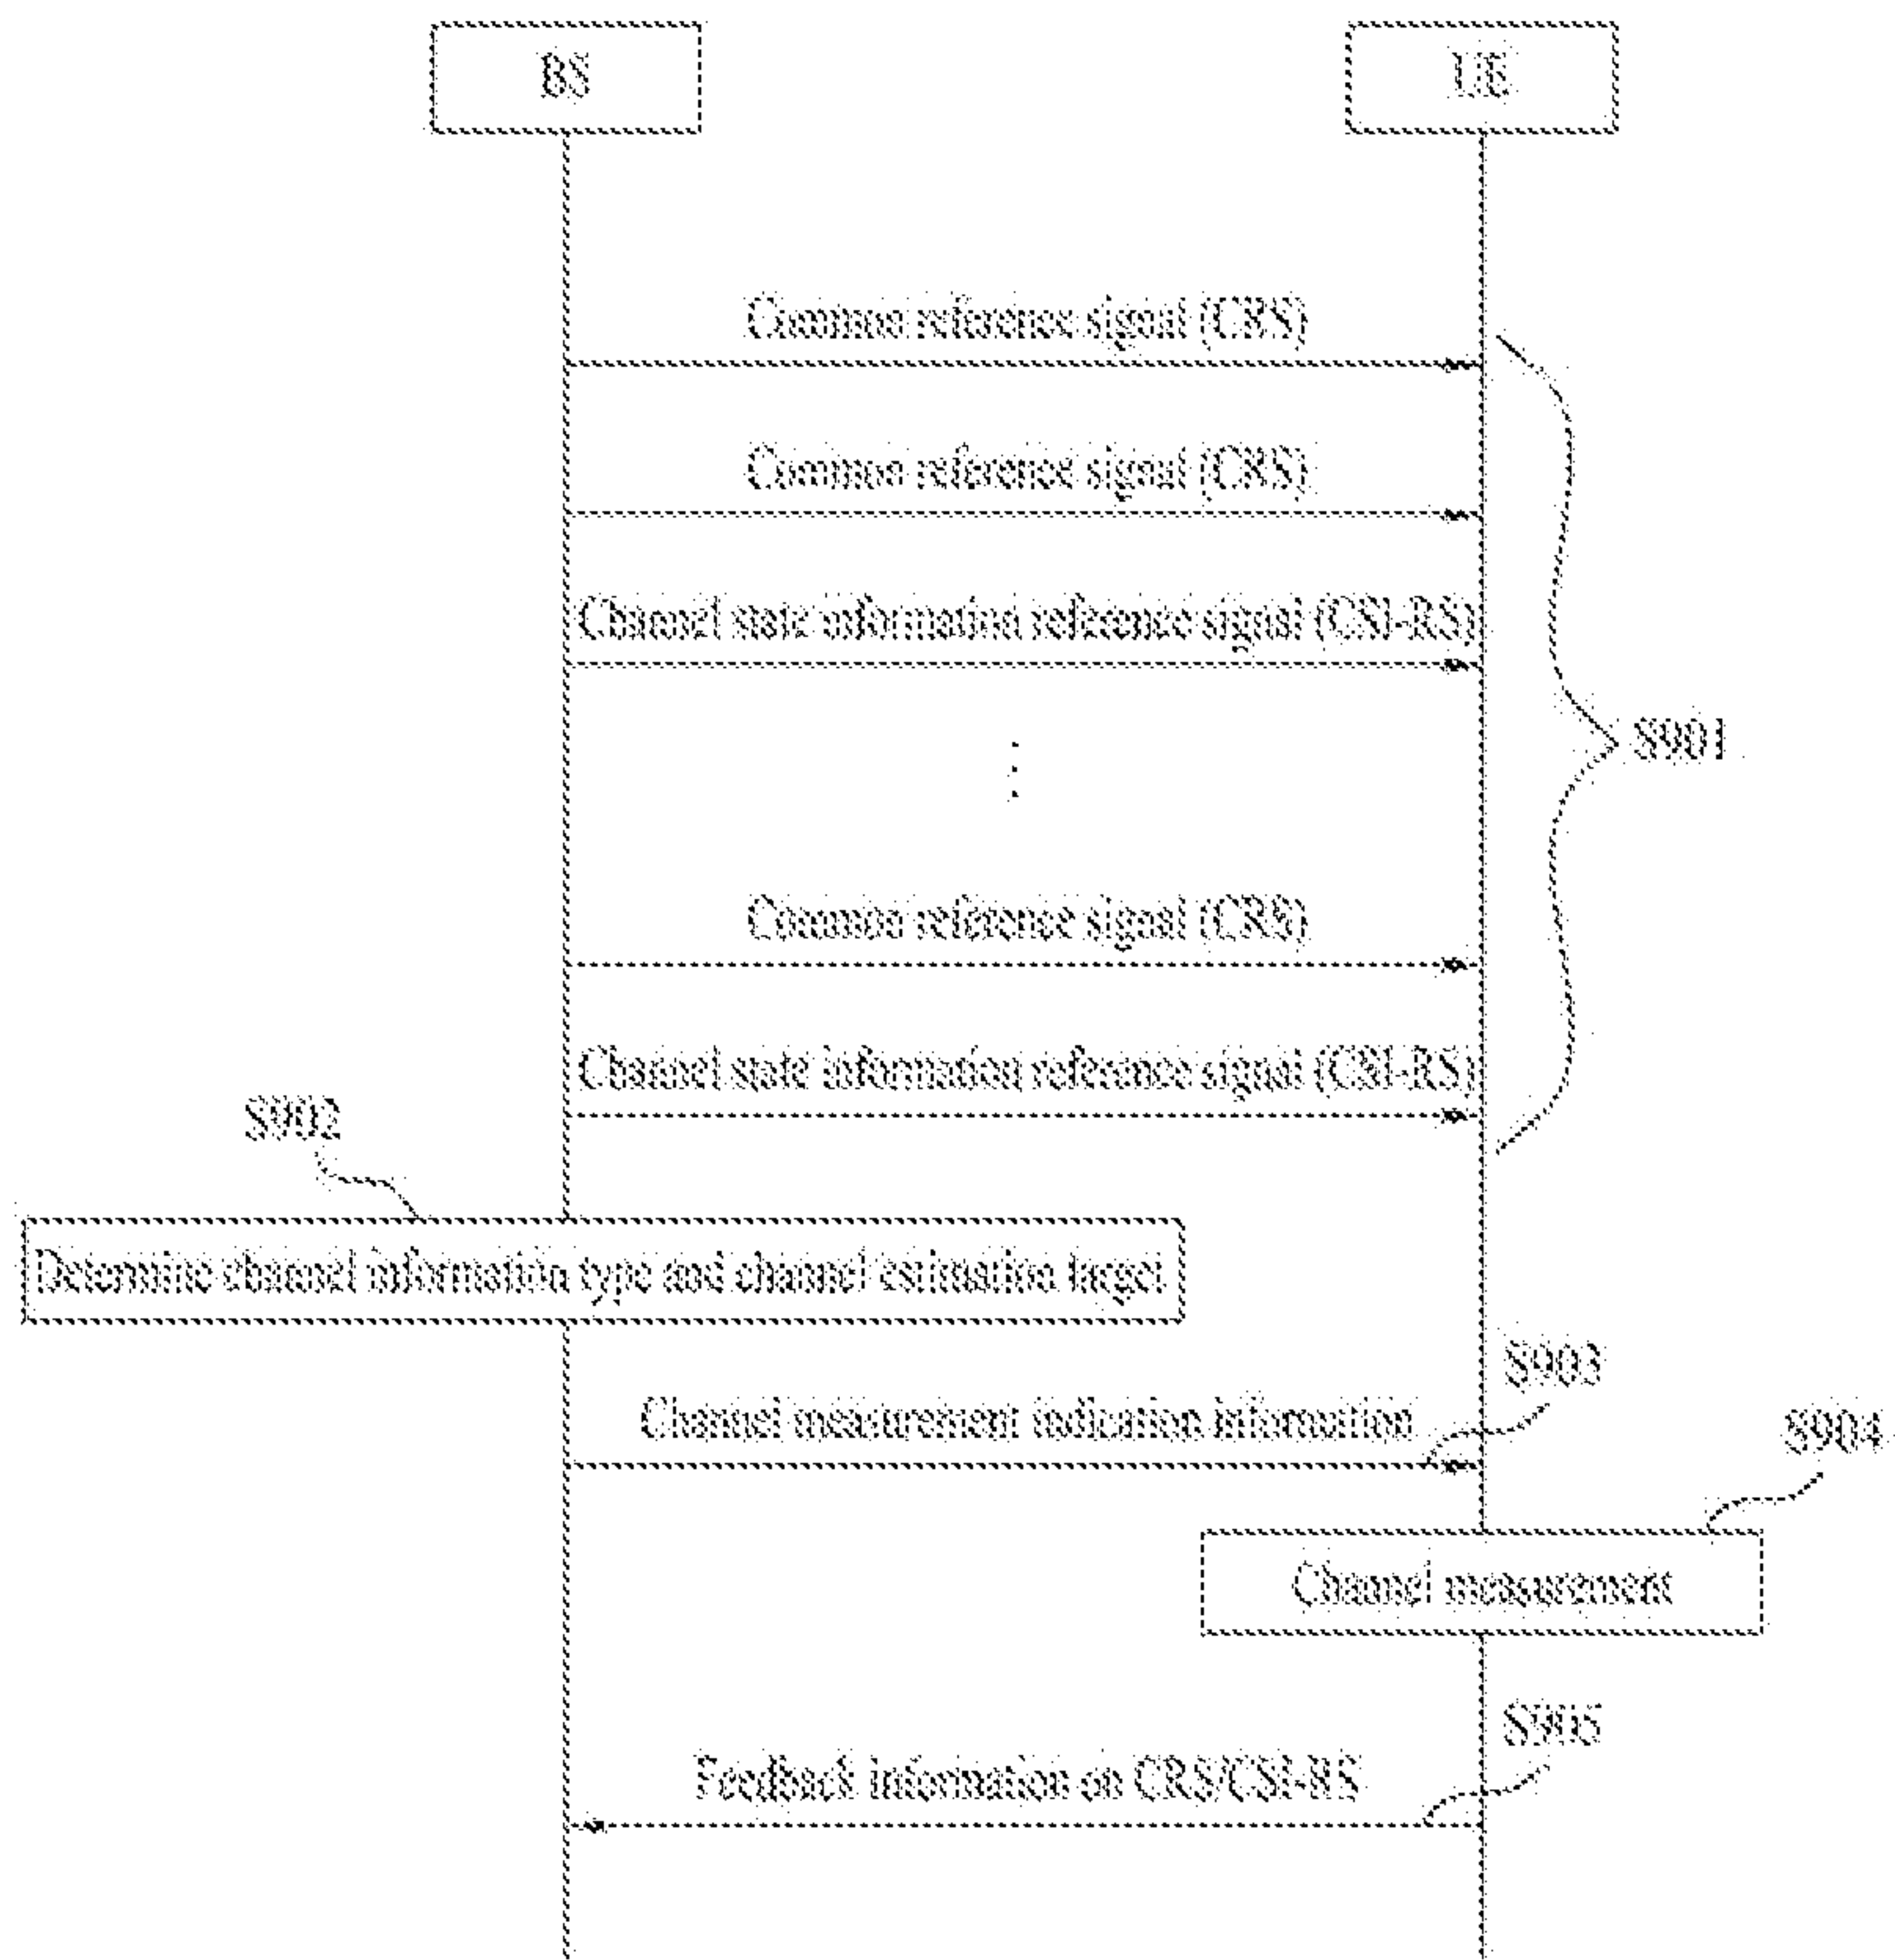 BS
UE
Common reference signal (CRS)
Common reference signal (CRS)
Channel state information reference signal (CSI-RS)
S901
Common reference signal (CRS)
Channel state information reference signal (CSI-RS)
S902
Determine channel information type and channel estimation target
S903
Channel measurement indication information
S904
Channel measurement
S905
Feedback information on CRS/CSI-RS